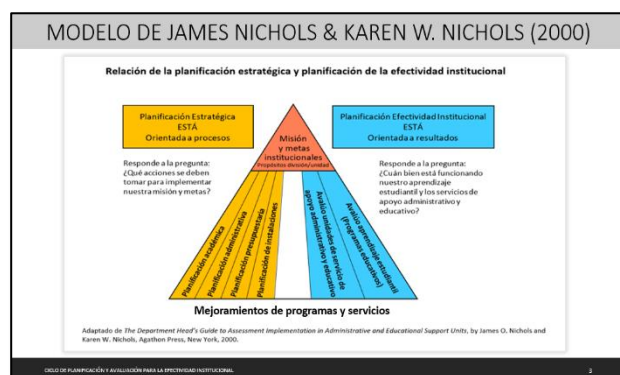 MODELO DE JAMES NICHOLS & KAREN W. NICHOLS (2000)
Relación de la planificación estratégica y planificación de la efectividad institucional
Planificación Estratégica
ESTÁ
Orientada a procesos
Responde a la pregunta:
¿Qué acciones se deben
tomar para implementar
nuestra misión y metas?
Misión
y metas
institucionales
Propósitos división/unidad
Planificación Efectividad Institucional
ESTÁ
Orientada a resultados
Responde a la pregunta:
¿Cuán bien está funcionando
nuestro aprendizaje
estudiantil y los servicios de
apoyo administrativo y
educativo?
Planificación académica
Planificación administrativa
Planificación presupuestaria
Planificación de instalaciones
Avalúo unidades de servicio de
apoyo administrativo y educativo
Avalúo aprendizaje estudiantil
(Programas educativos)
Mejoramientos de programas y servicios
Adaptado de The Department Head's Guide to Assessment Implementation in Administrative and Educational Support Units, by James O. Nichols and
Karen W. Nichols, Agathon Press, New York, 2000.
CICLO DE PLANIFICACIÓN Y AVALUACIÓN PARA LA EFECTIVIDAD INSTITUCIONAL
3